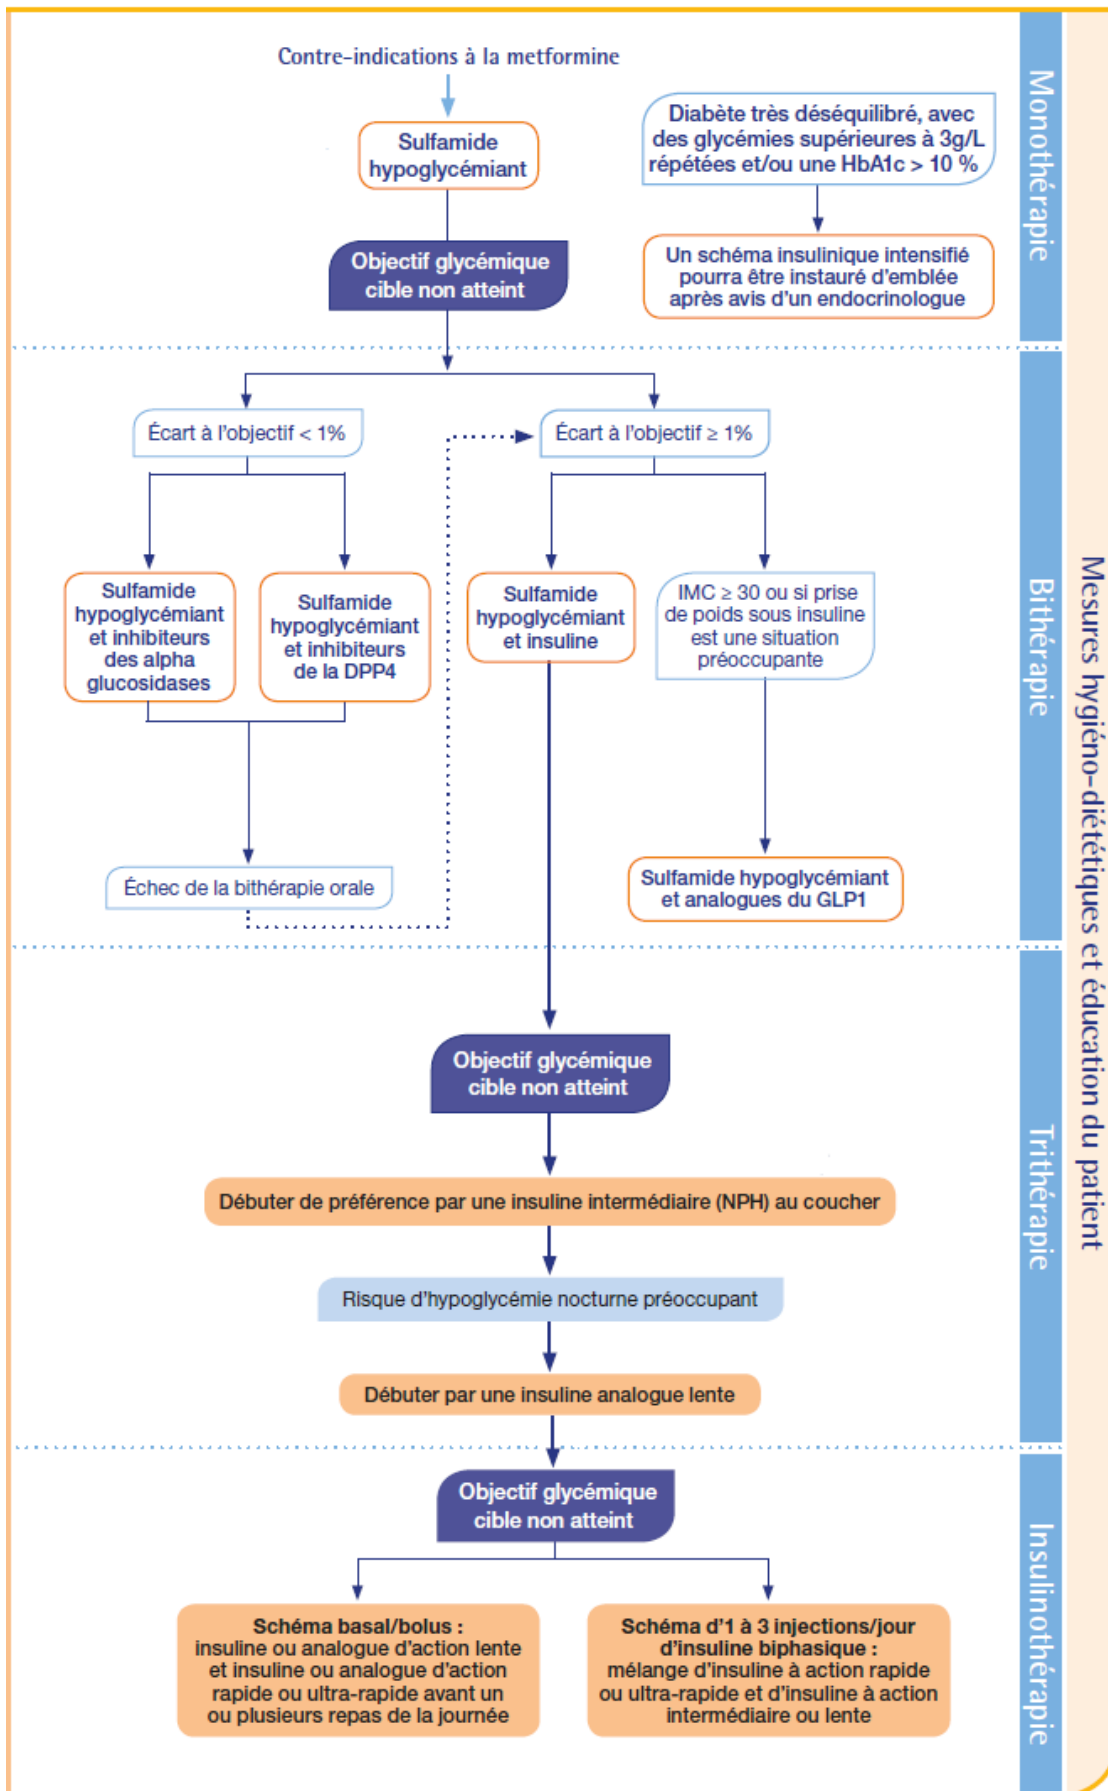 Contre-indications à la metformine
Sulfamide
hypoglycémiant
Objectif glycémique
cible non atteint
Diabète très déséquilibré, avec
des glycémies supérieures à 3g/L
répétées et/ou une HbA1c > 10 %
Un schéma insulinique intensifié
pourra être instauré d'emblée
après avis d'un endocrinologue
Monothérapie
Écart à l'objectif < 1%
Écart à l'objectif ≥ 1%
Sulfamide
hypoglycémiant
et inhibiteurs
des alpha
glucosidases
Sulfamide
hypoglycémiant
et inhibiteurs
de la DPP4
Sulfamide
hypoglycémiant
et insuline
IMC ≥ 30 ou si prise
de poids sous insuline
est une situation
préoccupante
Échec de la bithérapie orale
Sulfamide hypoglycémiant
et analogues du GLP1
Bithérapie
Objectif glycémique
cible non atteint
Débuter de préférence par une insuline intermédiaire (NPH) au coucher
Risque d'hypoglycémie nocturne préoccupant
Débuter par une insuline analogue lente
Trithérapie
Objectif glycémique
cible non atteint
Schéma basal/bolus :
insuline ou analogue d'action lente
et insuline ou analogue d'action
rapide ou ultra-rapide avant un
ou plusieurs repas de la journée
Schéma d'1 à 3 injections/jour
d'insuline biphasique :
mélange d'insuline à action rapide
ou ultra-rapide et d'insuline à action
intermédiaire ou lente
Insulinothérapie
Mesures hygiéno-diététiques et éducation du patient